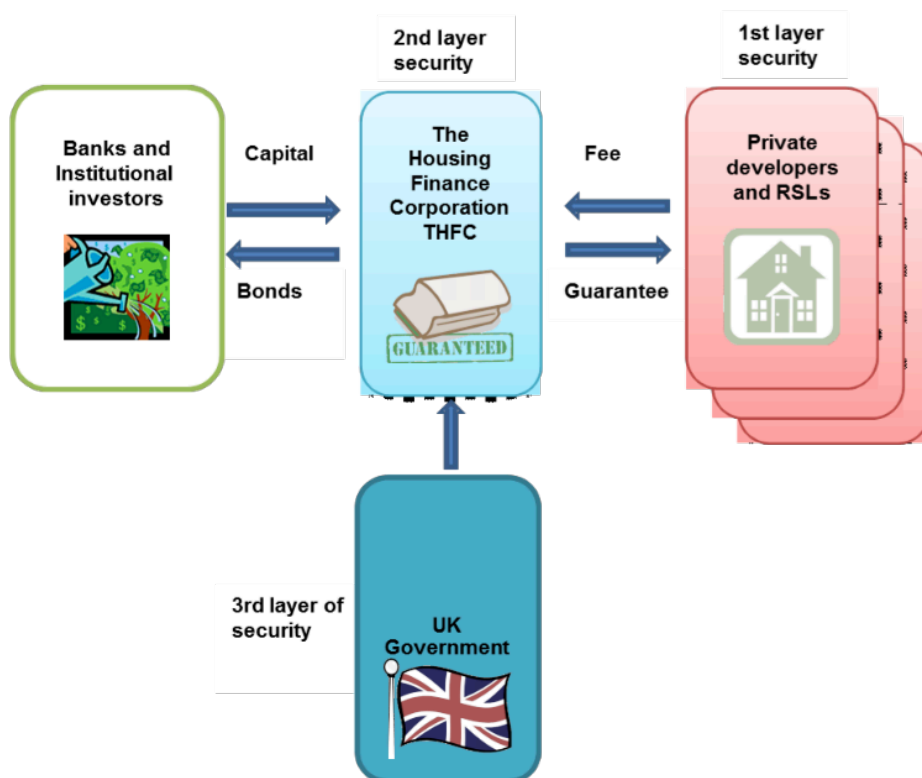 2nd layer
security
1st layer
security
Banks and
Institutional
investors
Capital
Bonds
The
Housing
Finance
Corporation
THFC
GUARANTEED
Fee
Guarantee
Private
developers
and RSLs
3rd layer of
security
UK
Government